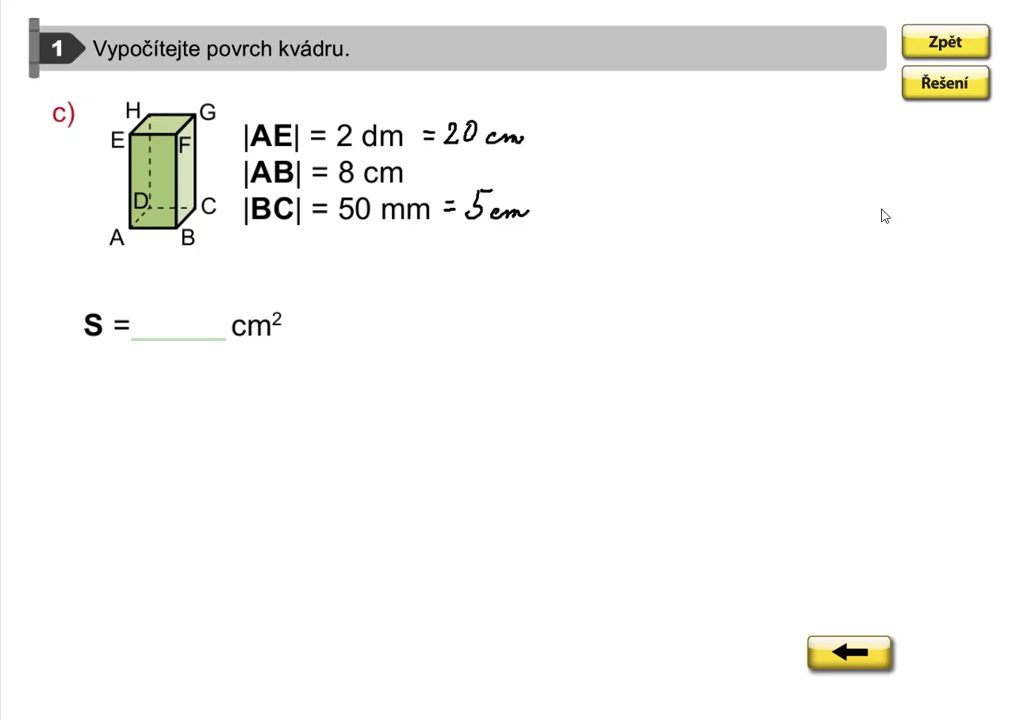 1 Vypočítejte povrch kvádru.
Zpět
Řešení
c)
H G
E F
D C
A B
|AE| = 2 dm = 20 cm
|AB| = 8 cm
|BC| = 50 mm = 5 cm
S =______ cm²